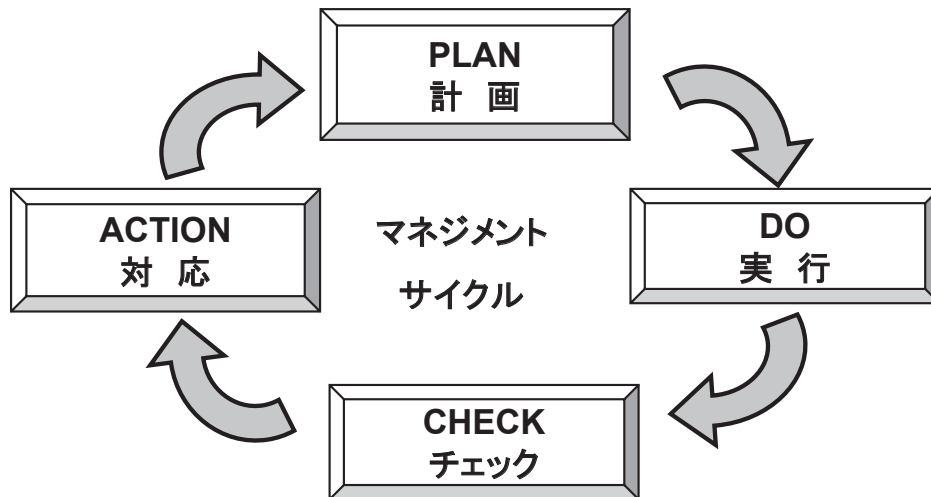 PLAN
計 画
DO
実 行
CHECK
チェック
ACTION
対 応
マネジメント
サイクル